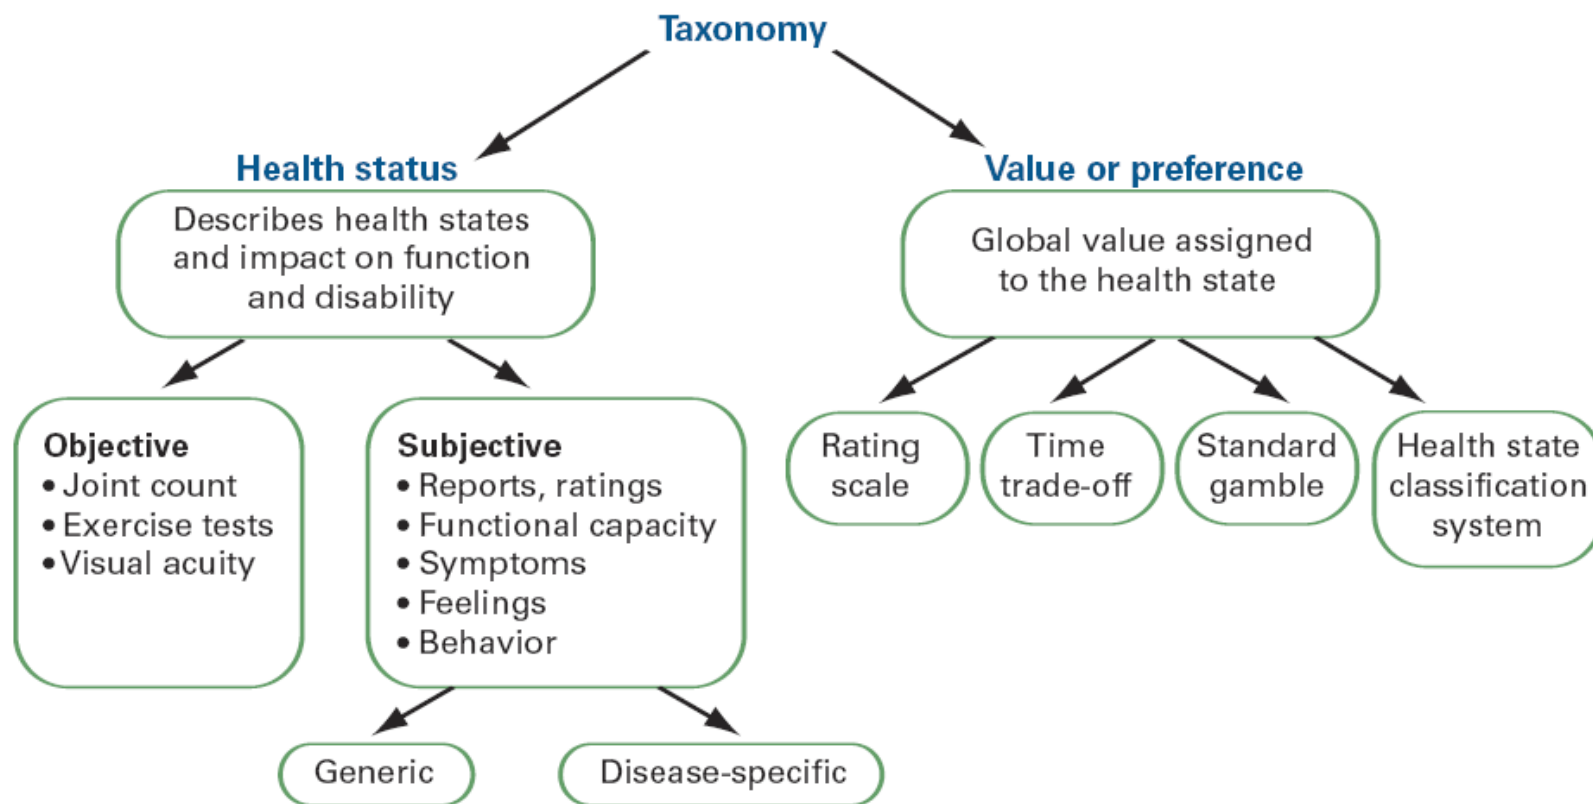 Taxonomy
Health status
Describes health states
and impact on function
and disability
Value or preference
Global value assigned
to the health state
Objective
• Joint count
• Exercise tests
• Visual acuity
Subjective
• Reports, ratings
• Functional capacity
• Symptoms
• Feelings
• Behavior
Rating
scale
Time
trade-off
Standard
gamble
Health state
classification
system
Generic
Disease-specific